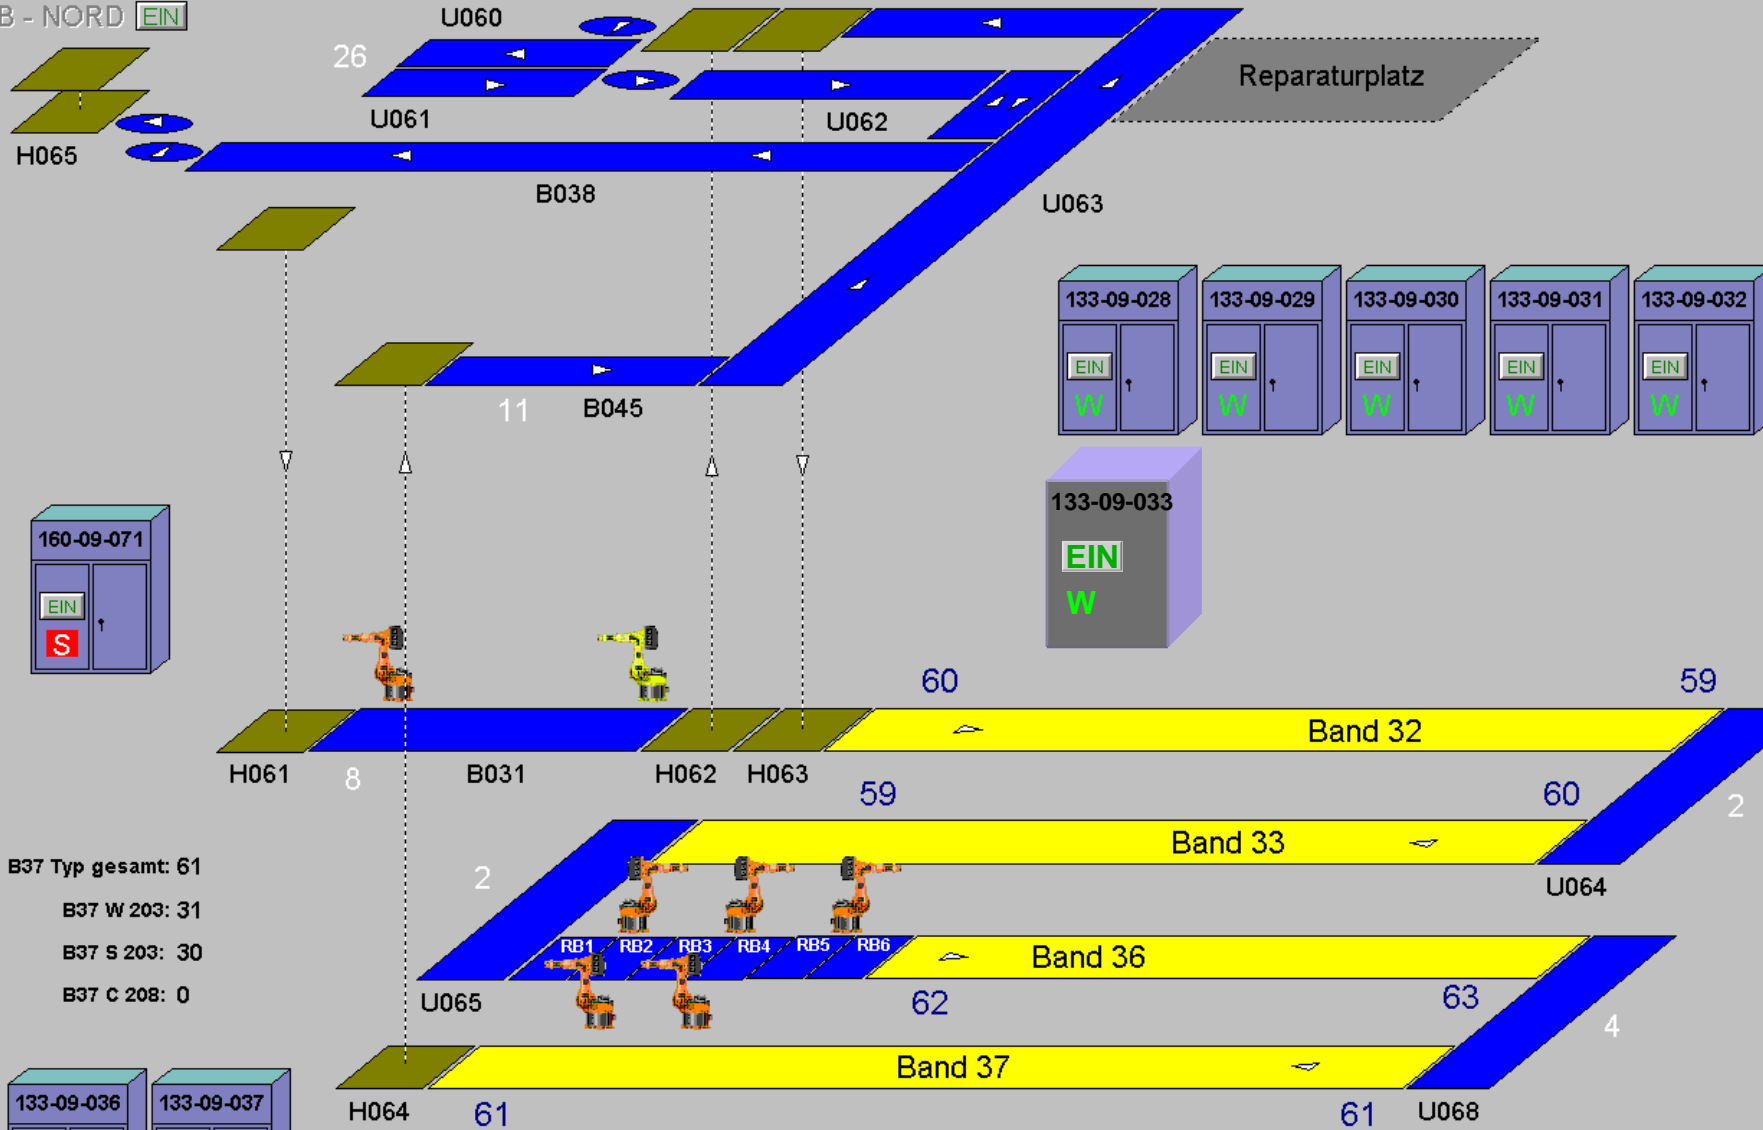 B - NORD EIN
U060
26
Reparaturplatz
U061
U062
H065
B038
U063
133-09-028
133-09-029
133-09-030
133-09-031
133-09-032
EIN
EIN
EIN
EIN
EIN
W
W
W
W
W
11
B045
133-09-033
EIN
W
160-09-071
EIN
S
60
59
Band 32
H061
8
B031
H062
H063
59
60
2
Band 33
B37 Typ gesamt: 61
2
U064
B37 W 203: 31
B37 S 203: 30
B37 C 208: 0
RB1
RB2
RB3
RB4
RB5
RB6
Band 36
U065
62
63
4
Band 37
133-09-036
133-09-037
H064
61
61
U068